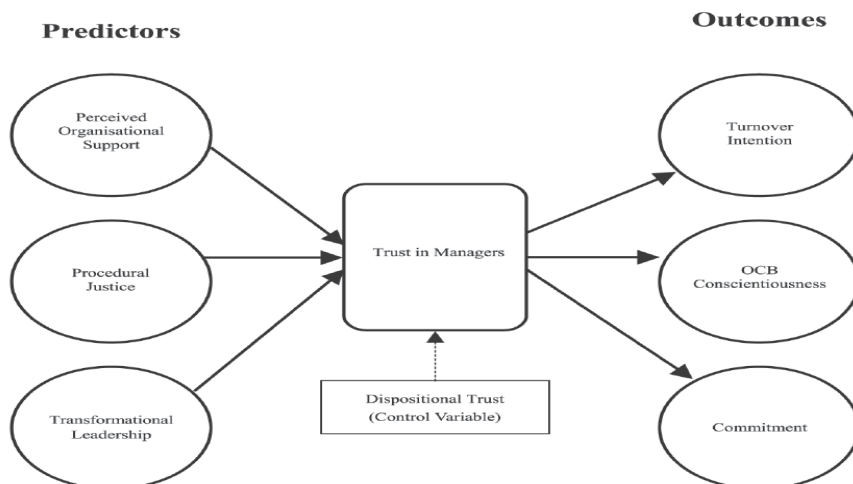 Predictors
Outcomes
Perceived
Organisational
Support
Turnover
Intention
Procedural
Justice
Trust in Managers
OCB
Conscientiousness
Transformational
Leadership
Dispositional Trust
(Control Variable)
Commitment